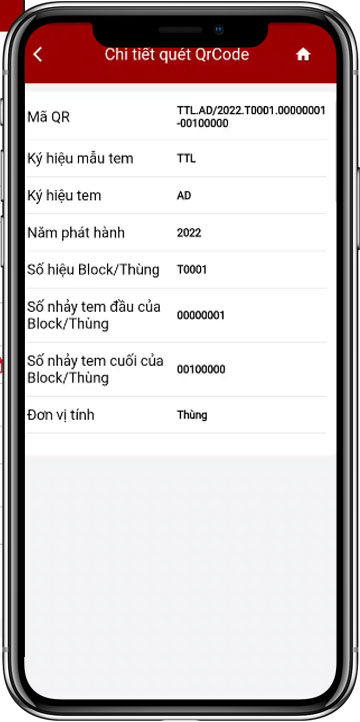 Chi tiết quét QrCode
Mã QR
TTL.AD/2022.T0001.00000001
-00100000
Ký hiệu mẫu tem
TTL
Ký hiệu tem
AD
Năm phát hành
2022
Số hiệu Block/Thùng
T0001
Số nhảy tem đầu của
Block/Thùng
00000001
Số nhảy tem cuối của
Block/Thùng
00100000
Đơn vị tính
Thùng